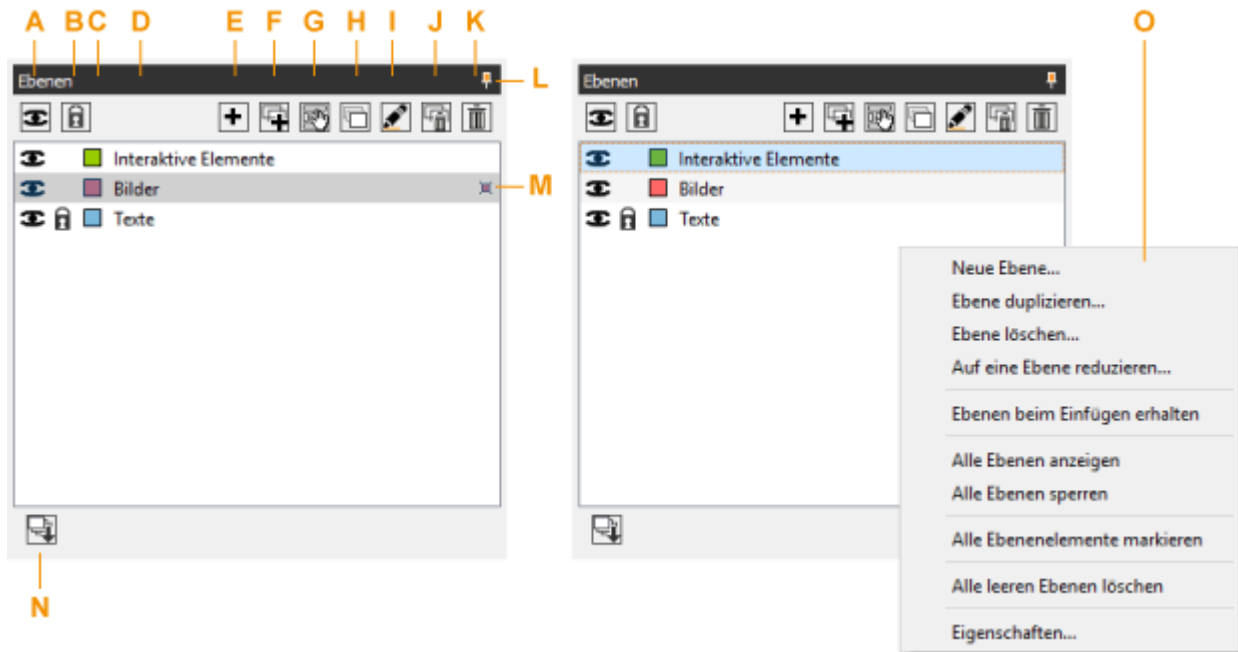 A B C D E F G H I J K O
Ebenen L Ebenen
Interaktive Elemente Interaktive Elemente
Bilder M Bilder
Texte Texte
Neue Ebene...
Ebene duplizieren...
Ebene löschen...
Auf eine Ebene reduzieren...
Ebenen beim Einfügen erhalten
Alle Ebenen anzeigen
Alle Ebenen sperren
Alle Ebenenelemente markieren
Alle leeren Ebenen löschen
N
Eigenschaften...